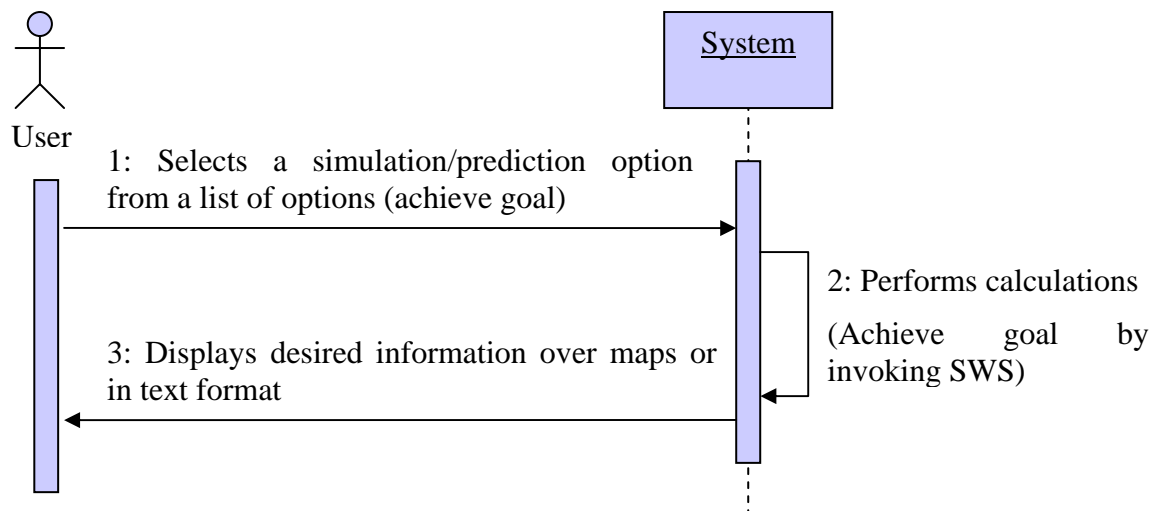 System
User
1: Selects a simulation/prediction option
from a list of options (achieve goal)
2: Performs calculations
(Achieve goal by
invoking SWS)
3: Displays desired information over maps or
in text format